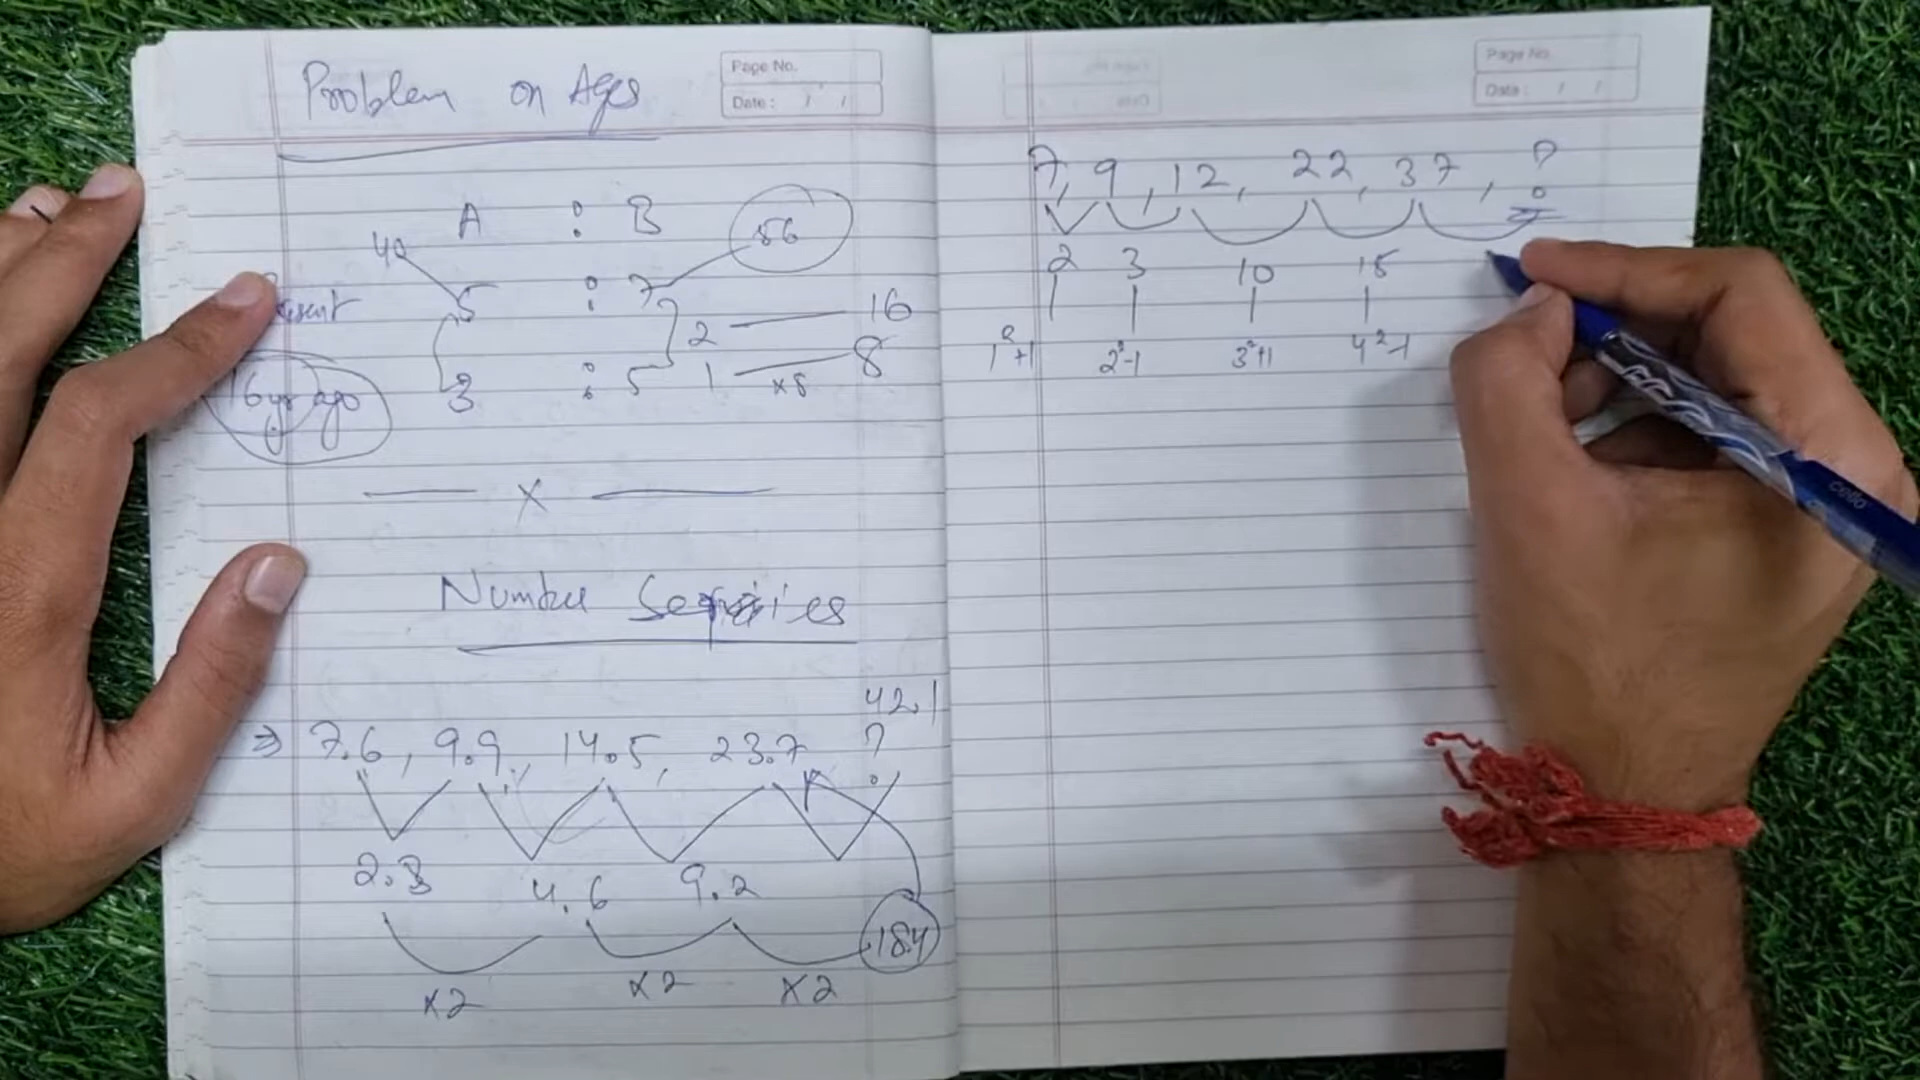 Problem on Ages
Page No.
Date : / /
A : B
40
56
5 : 7
2 — 16
16 yr ago
3 : 5
1 — 8
×8
— × —
Number Series
42.1
⇒ 7.6, 9.9, 14.5, 23.7 ?
2.3 4.6 9.2 18.4
×2 ×2 ×2
Page No.
Date : / /
7, 9, 12, 22, 37, ?
2 3 10 15
1²+1 2²-1 3²+1 4²-1
cello